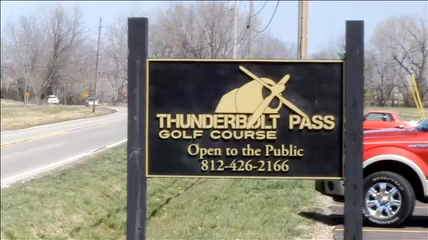 THUNDERBOLT PASS
GOLF COURSE
Open to the Public
812-426-2166